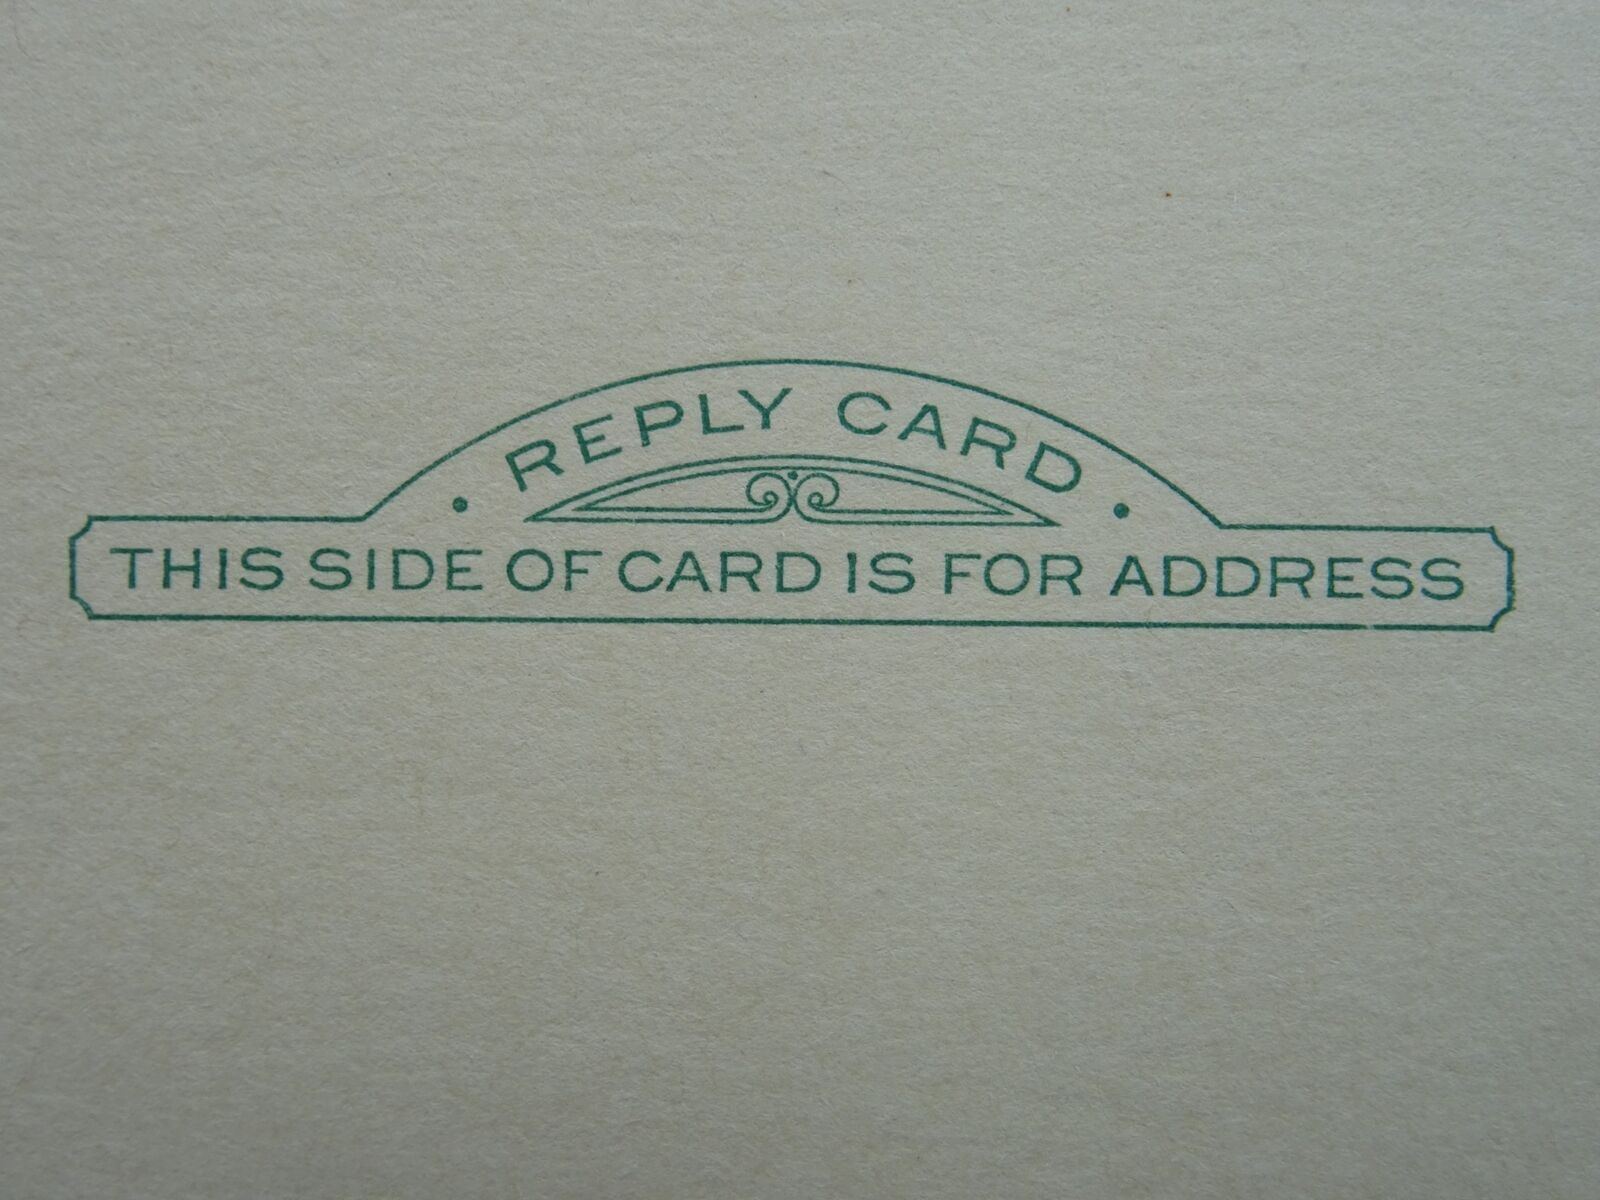 REPLY CARD
THIS SIDE OF CARD IS FOR ADDRESS